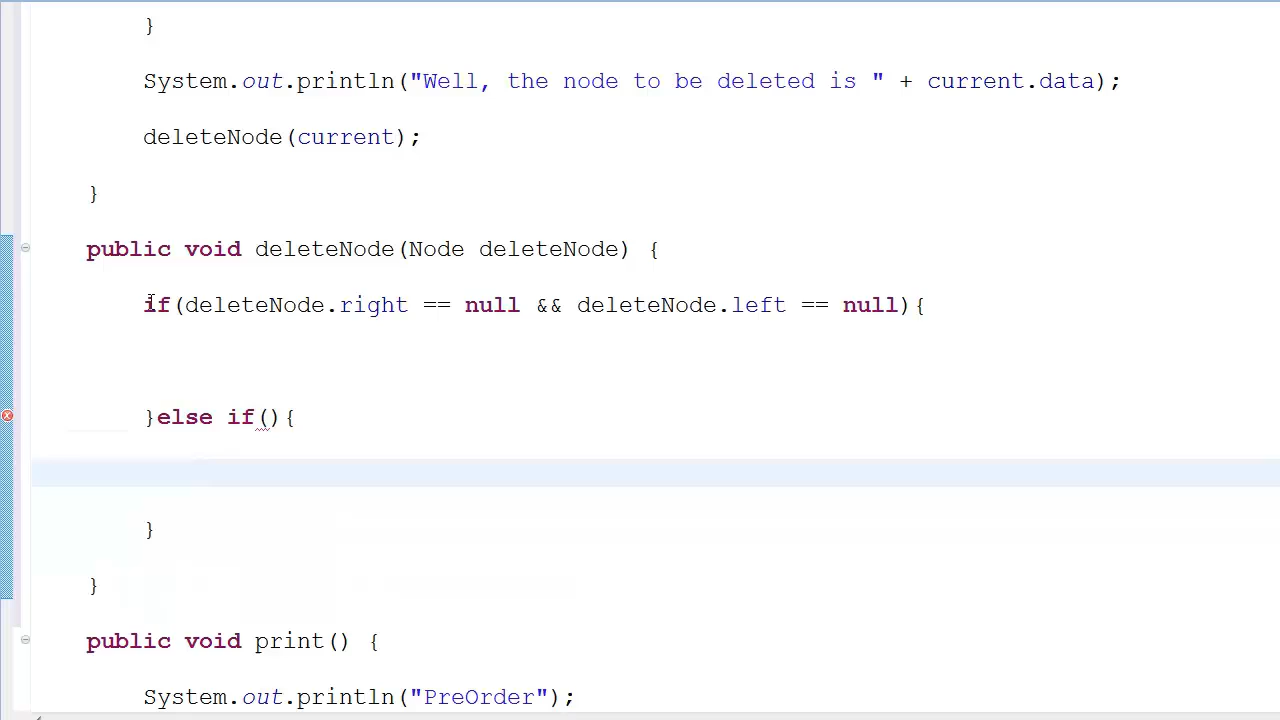 }
System.out.println("Well, the node to be deleted is " + current.data);
deleteNode(current);
}
public void deleteNode(Node deleteNode) {
if(deleteNode.right == null && deleteNode.left == null){
}else if(){
}
}
public void print() {
System.out.println("PreOrder");